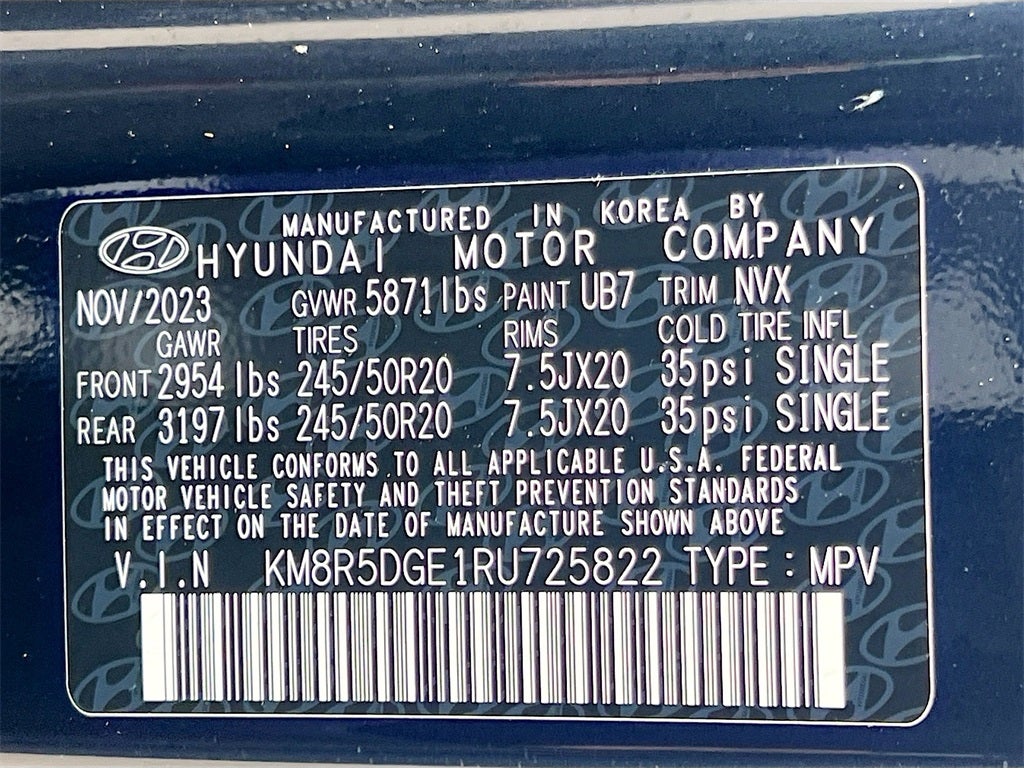 MANUFACTURED IN KOREA BY
HYUNDAI MOTOR COMPANY
NOV/2023 GVWR 5871lbs PAINT UB7 TRIM NVX
GAWR TIRES RIMS COLD TIRE INFL
FRONT 2954 lbs 245/50R20 7.5JX20 35psi SINGLE
REAR 3197 lbs 245/50R20 7.5JX20 35psi SINGLE
THIS VEHICLE CONFORMS TO ALL APPLICABLE U.S.A. FEDERAL
MOTOR VEHICLE SAFETY AND THEFT PREVENTION STANDARDS
IN EFFECT ON THE DATE OF MANUFACTURE SHOWN ABOVE
V.I.N KM8R5DGE1RU725822 TYPE : MPV